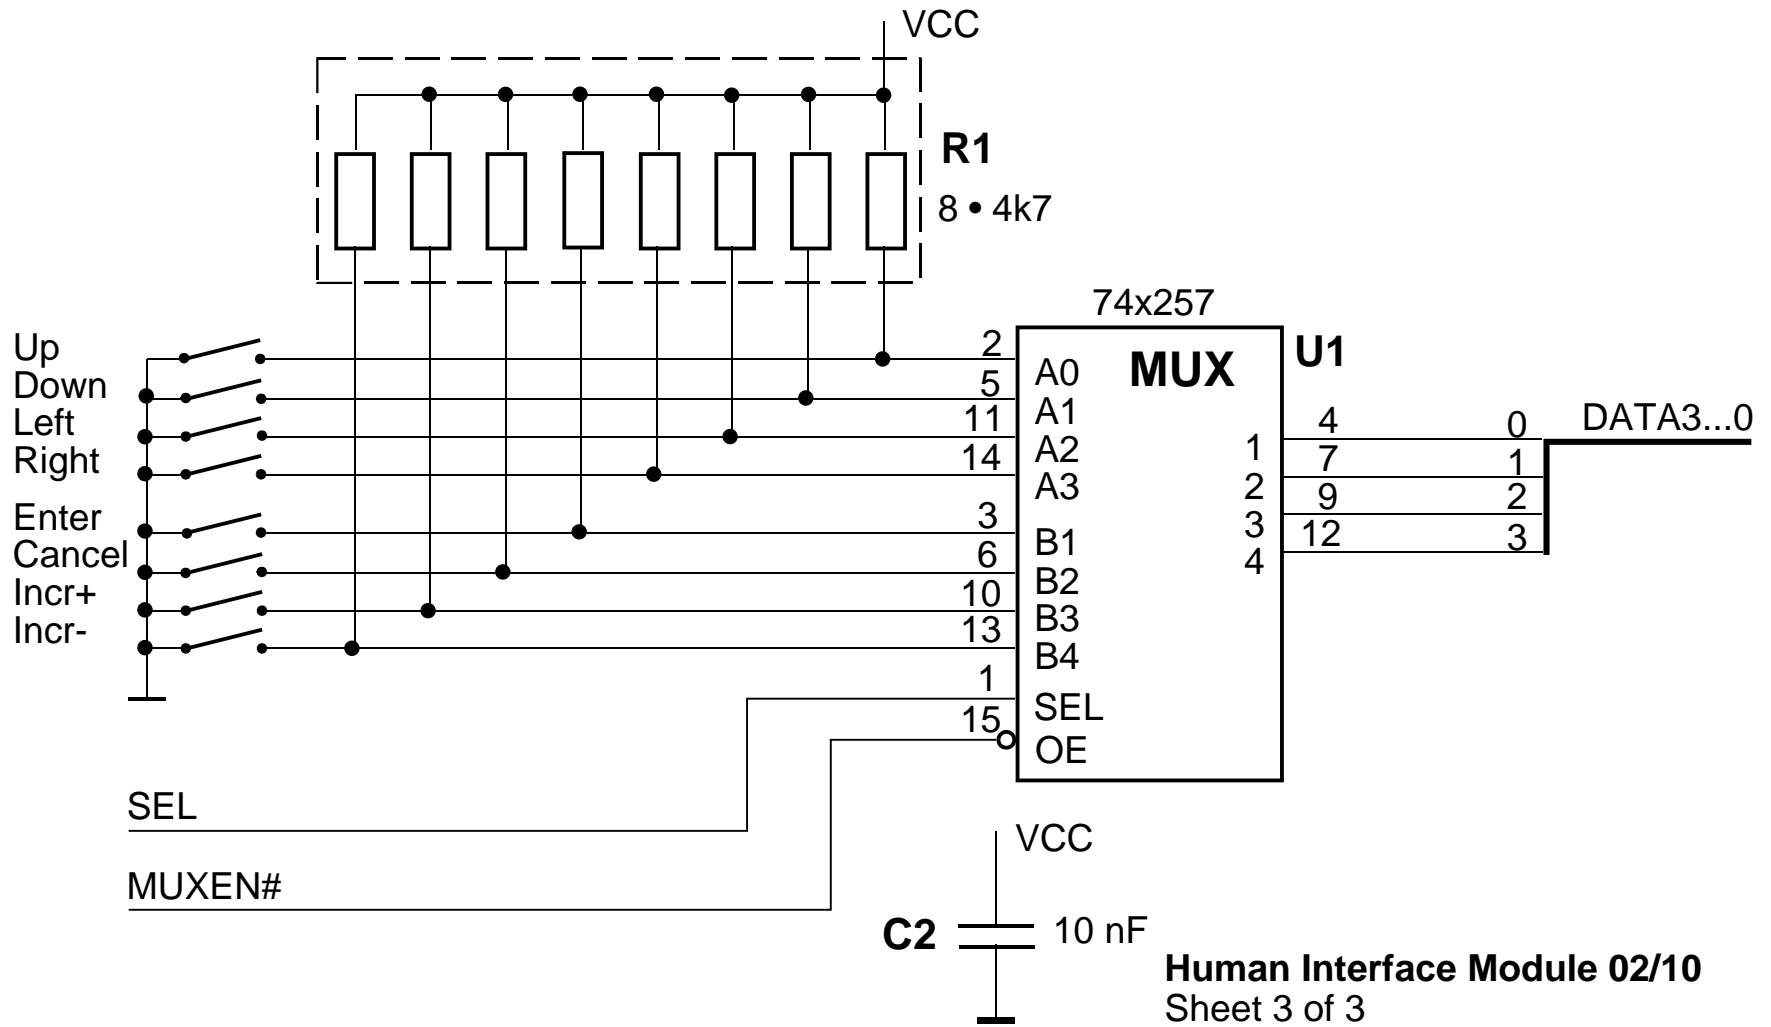 VCC
R1
8 • 4k7
74x257
Up
Down
Left
Right
Enter
Cancel
Incr+
Incr-
2
5
11
14
3
6
10
13
1
15
MUX
U1
A0
A1
A2
A3
B1
B2
B3
B4
SEL
OE
1
2
3
4
4
7
9
12
0
1
2
3
DATA3...0
SEL
MUXEN#
VCC
C2
10 nF
Human Interface Module 02/10
Sheet 3 of 3